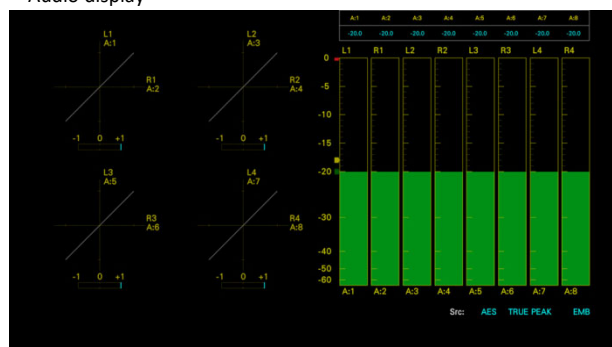 Audio display
A:1 A:2 A:3 A:4 A:5 A:6 A:7 A:8
-20.0 -20.0 -20.0 -20.0 -20.0 -20.0 -20.0 -20.0
L1 R1 L2 R2 L3 R3 L4 R4
L1
A:1
R1
A:2
-1 0 +1
L2
A:3
R2
A:4
-1 0 +1
L3
A:5
R3
A:6
-1 0 +1
L4
A:7
R4
A:8
-1 0 +1
0
-5
-10
-15
-20
-30
-40
-50
-60
A:1 A:2 A:3 A:4 A:5 A:6 A:7 A:8
Src: AES TRUE PEAK EMB